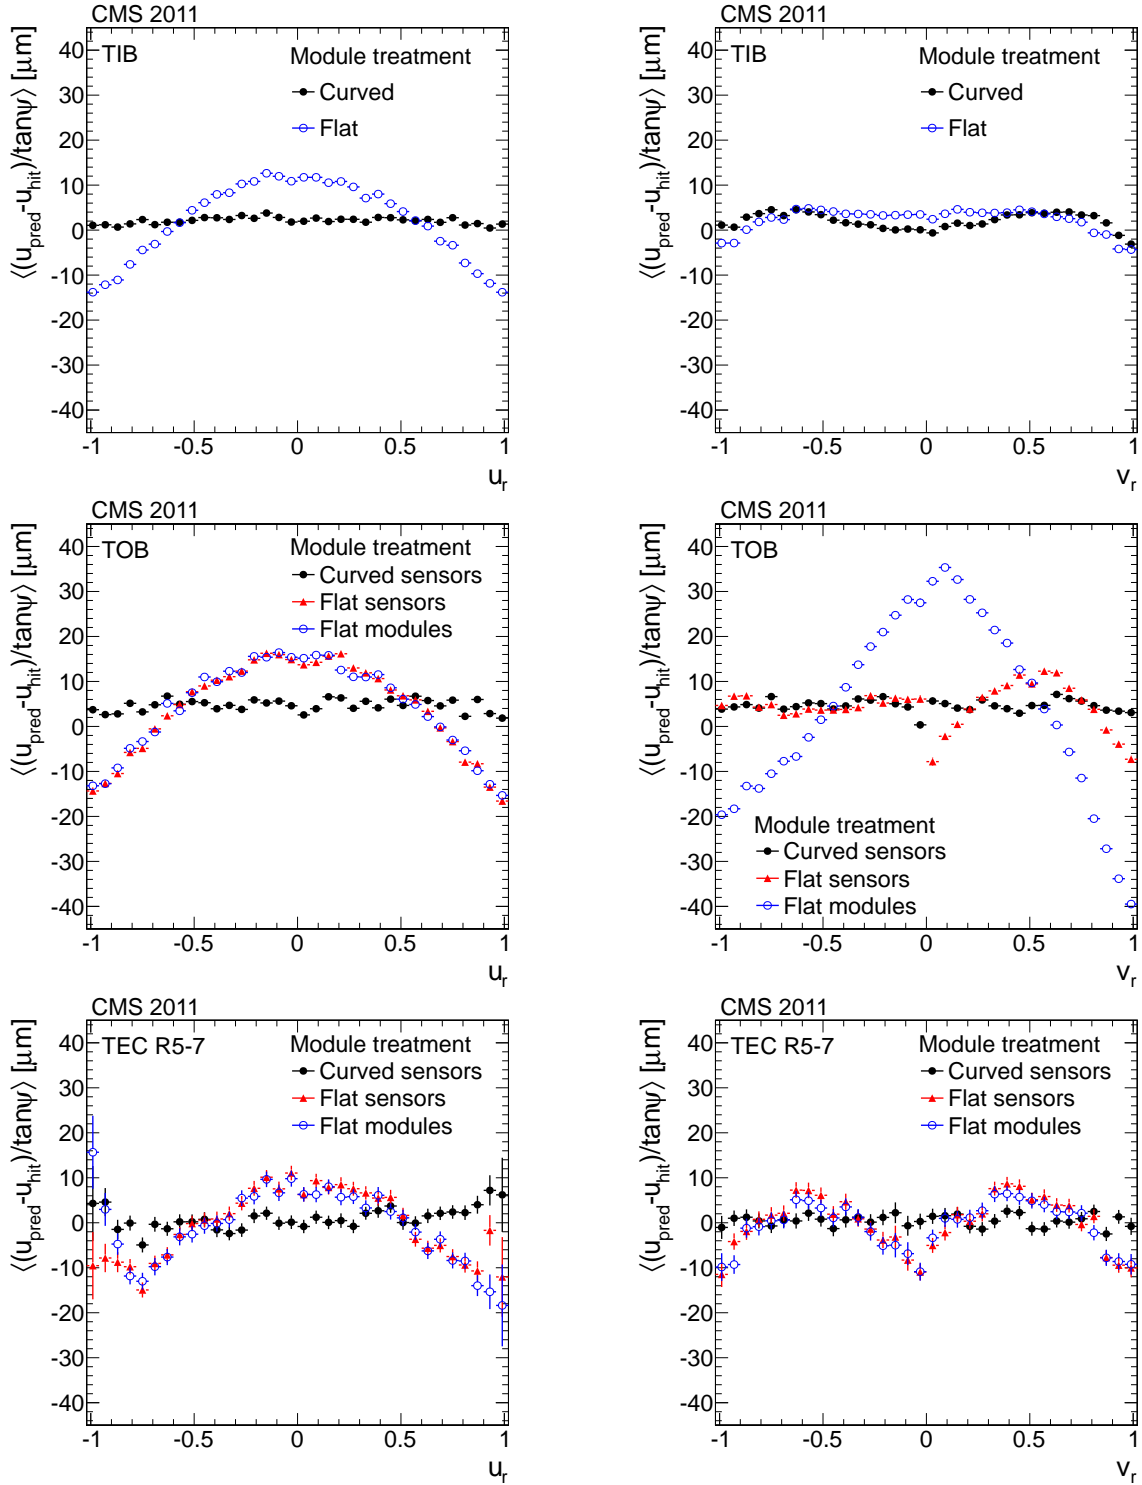 CMS 2011
TIB
Module treatment
Curved
Flat
⟨(u_pred-u_hit)/tanψ⟩ [μm]
40
30
20
10
0
-10
-20
-30
-40
-1 -0.5 0 0.5 1
u_r
CMS 2011
TIB
Module treatment
Curved
Flat
⟨(u_pred-u_hit)/tanψ⟩ [μm]
40
30
20
10
0
-10
-20
-30
-40
-1 -0.5 0 0.5 1
v_r
CMS 2011
TOB
Module treatment
Curved sensors
Flat sensors
Flat modules
⟨(u_pred-u_hit)/tanψ⟩ [μm]
40
30
20
10
0
-10
-20
-30
-40
-1 -0.5 0 0.5 1
u_r
CMS 2011
TOB
Module treatment
Curved sensors
Flat sensors
Flat modules
⟨(u_pred-u_hit)/tanψ⟩ [μm]
40
30
20
10
0
-10
-20
-30
-40
-1 -0.5 0 0.5 1
v_r
CMS 2011
TEC R5-7
Module treatment
Curved sensors
Flat sensors
Flat modules
⟨(u_pred-u_hit)/tanψ⟩ [μm]
40
30
20
10
0
-10
-20
-30
-40
-1 -0.5 0 0.5 1
u_r
CMS 2011
TEC R5-7
Module treatment
Curved sensors
Flat sensors
Flat modules
⟨(u_pred-u_hit)/tanψ⟩ [μm]
40
30
20
10
0
-10
-20
-30
-40
-1 -0.5 0 0.5 1
v_r